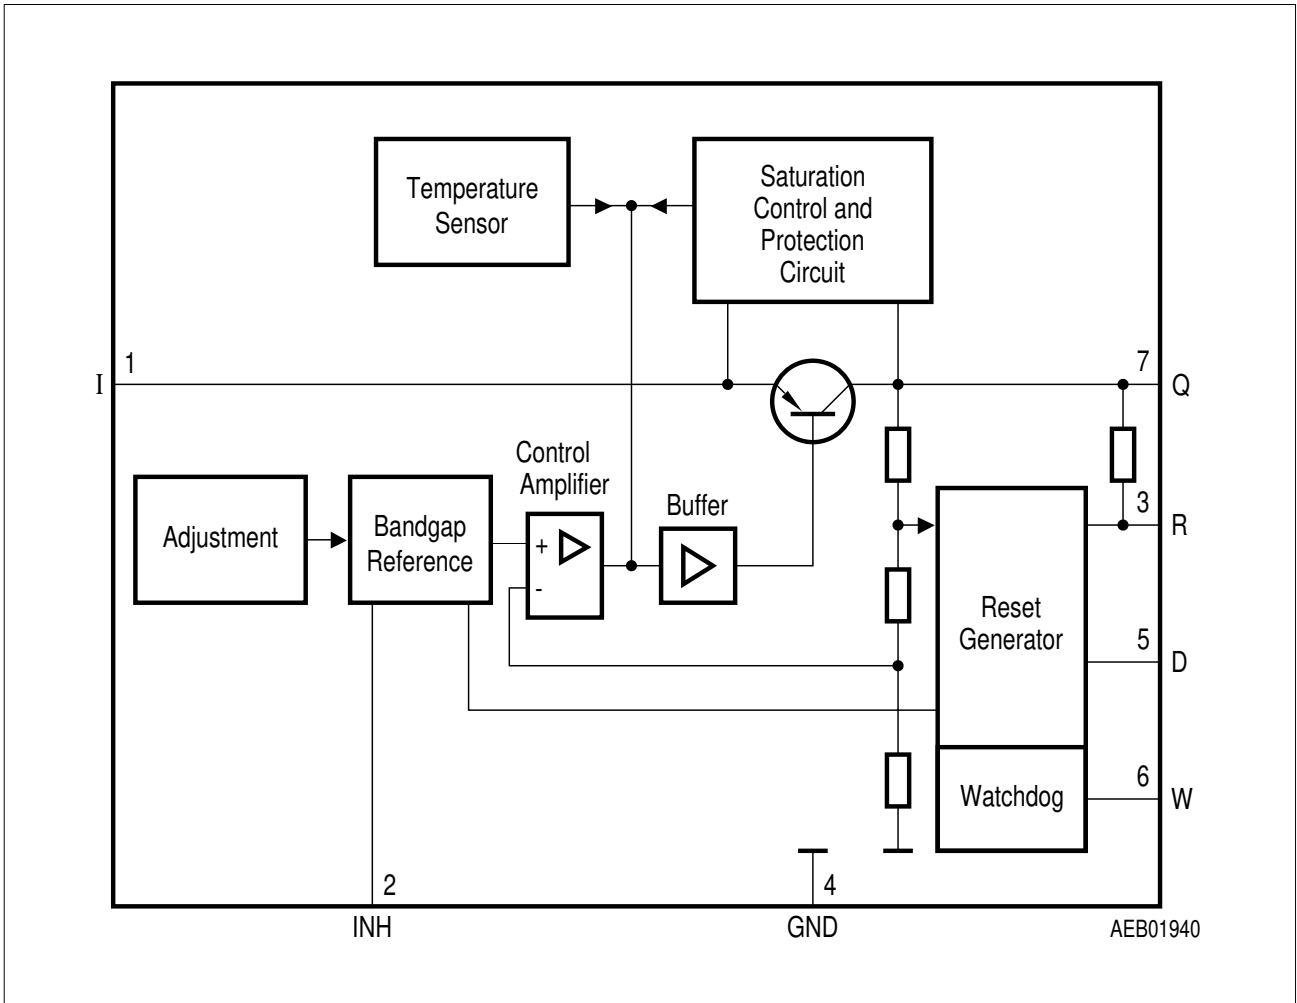 Temperature
Sensor
Saturation
Control and
Protection
Circuit
1
I
7
Q
Control
Amplifier
Buffer
Adjustment
Bandgap
Reference
+
-
3
R
Reset
Generator
5
D
Watchdog
6
W
2
INH
4
GND
AEB01940